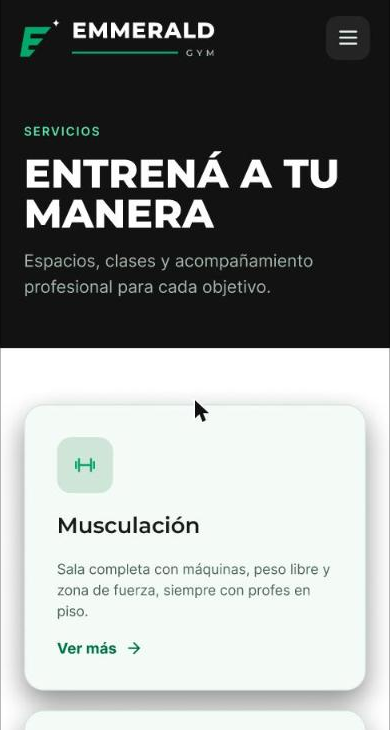 EMMERALD
GYM
SERVICIOS
ENTRENÁ A TU
MANERA
Espacios, clases y acompañamiento
profesional para cada objetivo.
Musculación
Sala completa con máquinas, peso libre y
zona de fuerza, siempre con profes en
piso.
Ver más